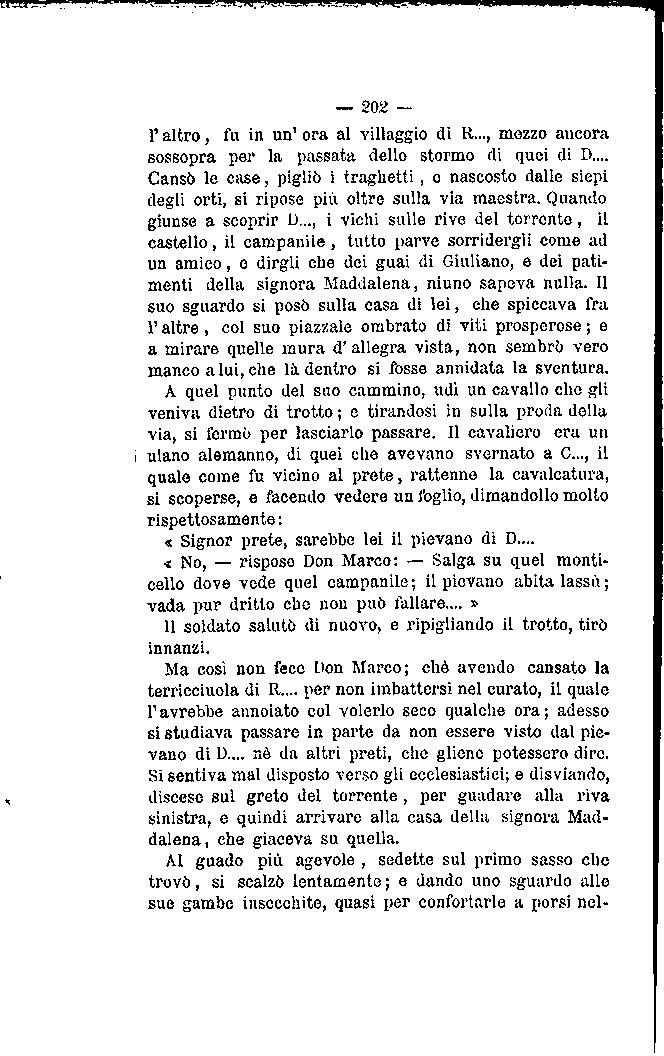 — 202 —
l'altro, fu in un'ora al villaggio di R..., mezzo ancora
sossopra per la passata dello stormo di quei di D....
Cansò le case, pigliò i traghetti, e nascosto dalle siepi
degli orti, si ripose più oltre sulla via maestra. Quando
giunse a scoprir D..., i vichi sulle rive del torrente, il
castello, il campanile, tutto parve sorridergli come ad
un amico, e dirgli che dei guai di Giuliano, e dei pati-
menti della signora Maddalena, niuno sapeva nulla. Il
suo sguardo si posò sulla casa di lei, che spiccava fra
l'altre, col suo piazzale ombrato di viti prosperose; e
a mirare quelle mura d'allegra vista, non sembrò vero
manco a lui, che là dentro si fosse annidata la sventura.
A quel punto del suo cammino, udì un cavallo che gli
veniva dietro di trotto; e tirandosi in sulla proda della
via, si fermò per lasciarlo passare. Il cavaliero era un
ulano alemanno, di quei che avevano svernato a C..., il
quale come fu vicino al prete, rattenne la cavalcatura,
si scoperse, e facendo vedere un foglio, dimandollo molto
rispettosamente:
« Signor prete, sarebbe lei il pievano di D....
« No, — rispose Don Marco: — Salga su quel monti-
cello dove vede quel campanile; il pievano abita lassù;
vada pur dritto che non può fallare.... »
Il soldato salutò di nuovo, e ripigliando il trotto, tirò
innanzi.
Ma così non fece Don Marco; chè avendo cansato la
terricciuola di R.... per non imbattersi nel curato, il quale
l'avrebbe annoiato col volerlo seco qualche ora; adesso
si studiava passare in parte da non essere visto dal pie-
vano di D.... nè da altri preti, che gliene potessero dire.
Si sentiva mal disposto verso gli ecclesiastici; e disviando,
discese sul greto del torrente, per guadare alla riva
sinistra, e quindi arrivare alla casa della signora Mad-
dalena, che giaceva su quella.
Al guado più agevole, sedette sul primo sasso che
trovò, si scalzò lentamente; e dando uno sguardo alle
sue gambe insecchite, quasi per confortarle a porsi nel-